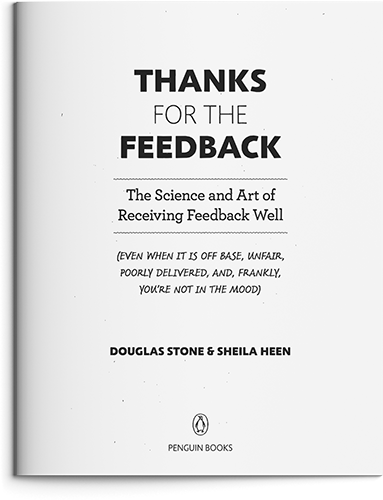 THANKS
FOR THE
FEEDBACK
The Science and Art of
Receiving Feedback Well
(EVEN WHEN IT IS OFF BASE, UNFAIR,
POORLY DELIVERED, AND, FRANKLY,
YOU'RE NOT IN THE MOOD)
DOUGLAS STONE & SHEILA HEEN
PENGUIN BOOKS